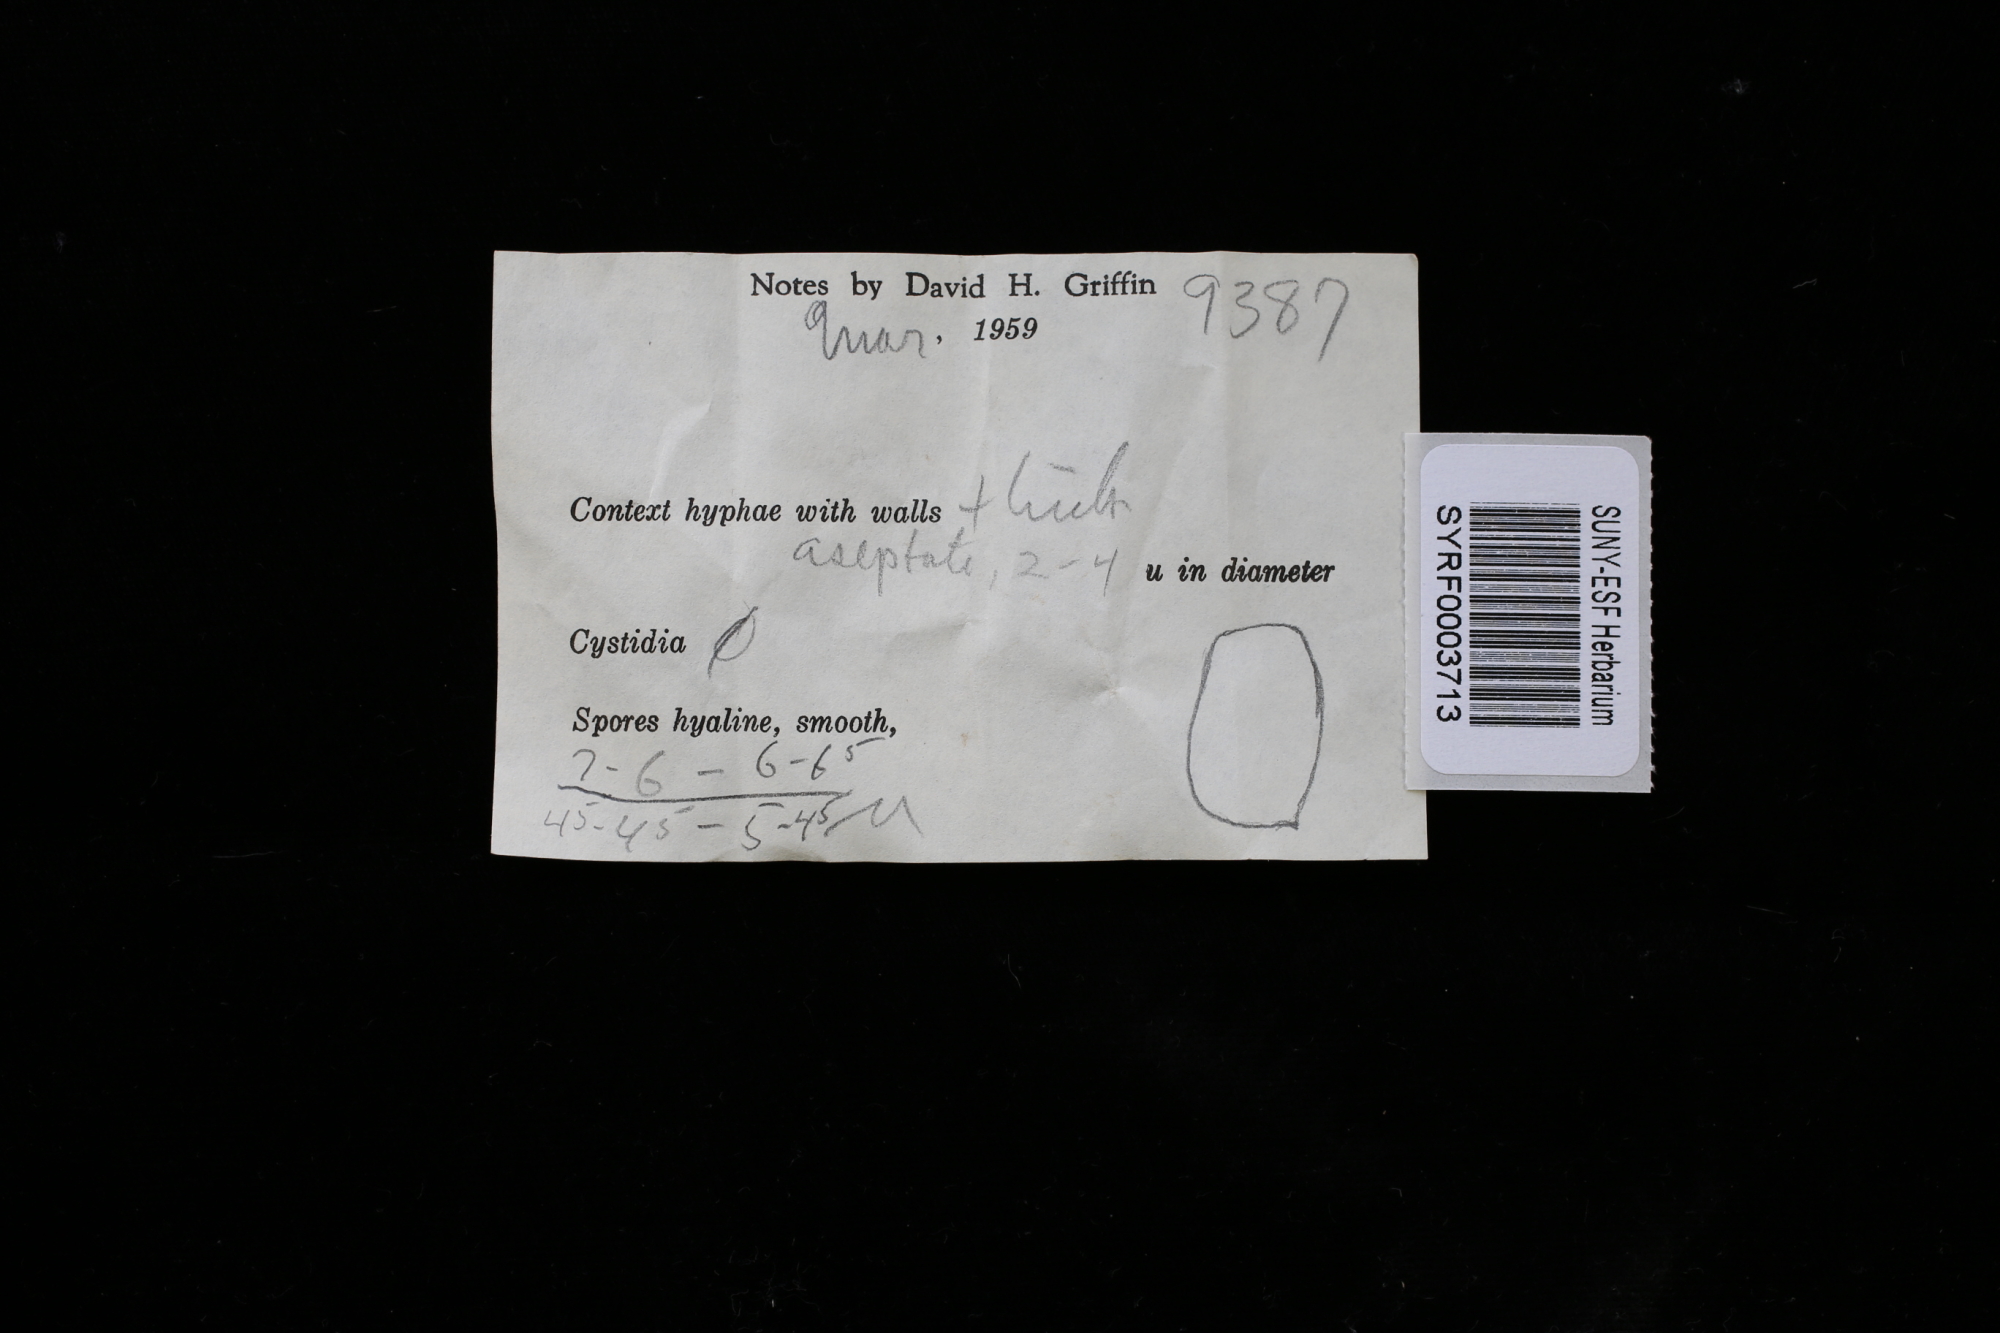 Notes by David H. Griffin 9387
Mar, 1959
Context hyphae with walls thick
aseptate, 2-4 u in diameter
Cystidia Ø
Spores hyaline, smooth,
7-6 - 6-65
45-45 - 5-45 u
SUNY-ESF Herbarium
SYRF0003713